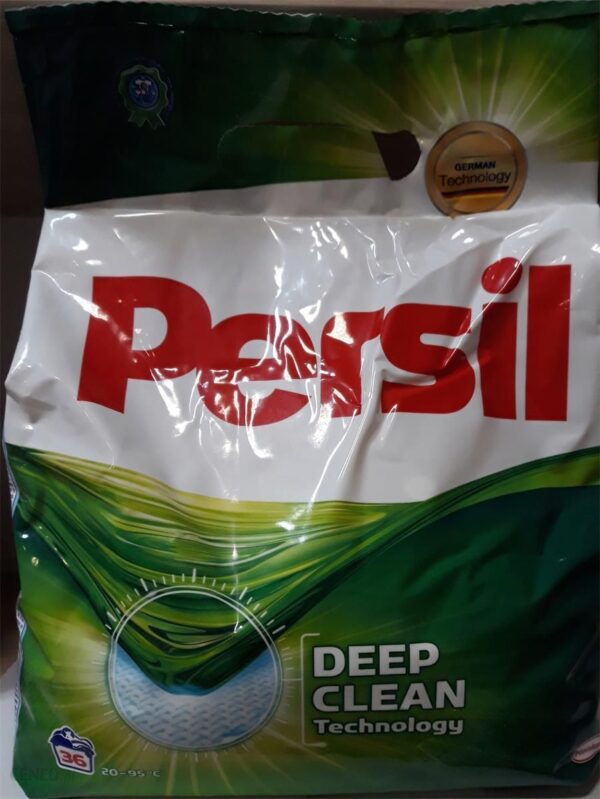 GERMAN
Technology
Persil
DEEP
CLEAN
Technology
36
20-95°C